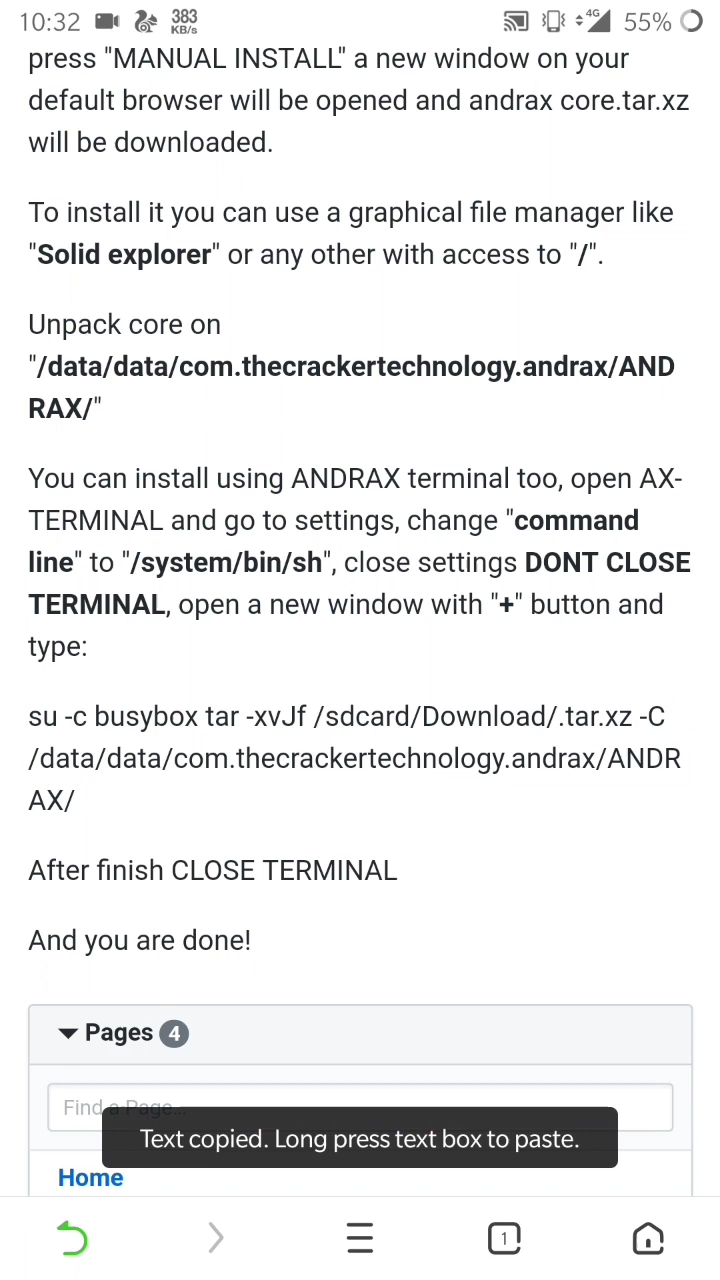 10:32 383 KB/s 4G 55%
press "MANUAL INSTALL" a new window on your
default browser will be opened and andrax core.tar.xz
will be downloaded.
To install it you can use a graphical file manager like
"Solid explorer" or any other with access to "/".
Unpack core on
"/data/data/com.thecrackertechnology.andrax/AND
RAX/"
You can install using ANDRAX terminal too, open AX-
TERMINAL and go to settings, change "command
line" to "/system/bin/sh", close settings DONT CLOSE
TERMINAL, open a new window with "+" button and
type:
su -c busybox tar -xvJf /sdcard/Download/.tar.xz -C
/data/data/com.thecrackertechnology.andrax/ANDR
AX/
After finish CLOSE TERMINAL
And you are done!
Pages 4
Find a Page...
Text copied. Long press text box to paste.
Home
1